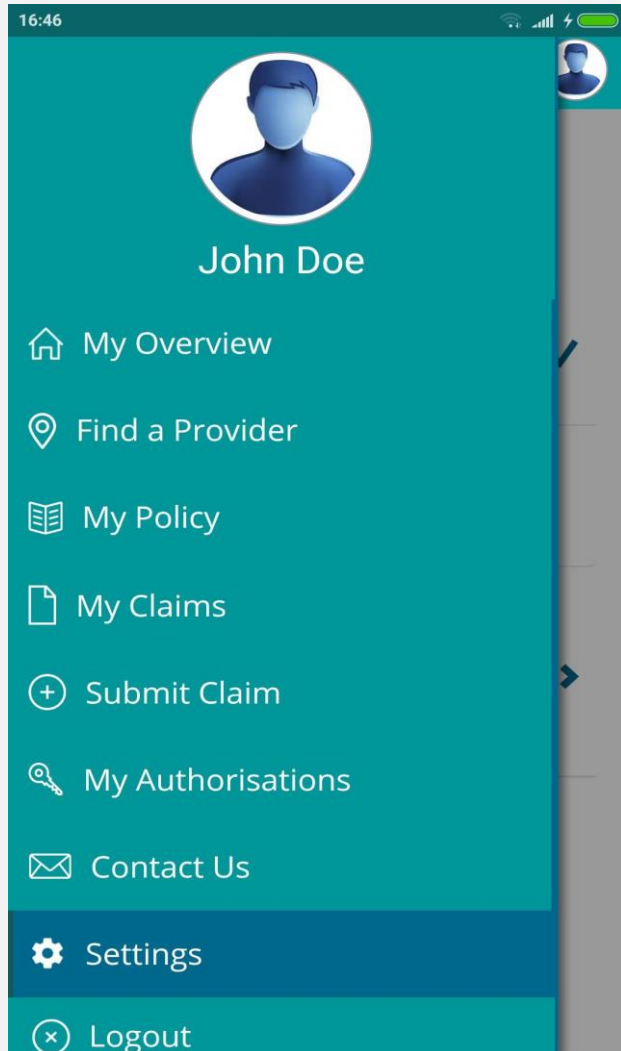 16:46
John Doe
My Overview
Find a Provider
My Policy
My Claims
Submit Claim
My Authorisations
Contact Us
Settings
Logout